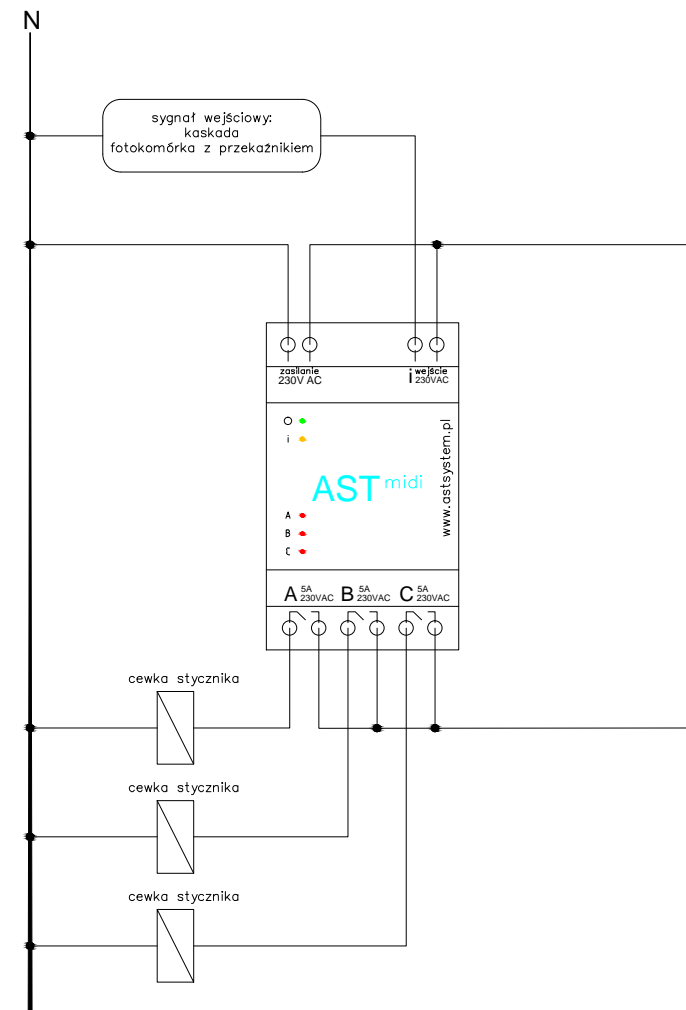 N
sygnał wejściowy:
kaskada
fotokomórka z przekaźnikiem
zasilanie
230V AC
i wejście
230VAC
O
i
AST midi
www.astsystem.pl
A
B
C
A 5A
230VAC
B 5A
230VAC
C 5A
230VAC
cewka stycznika
cewka stycznika
cewka stycznika